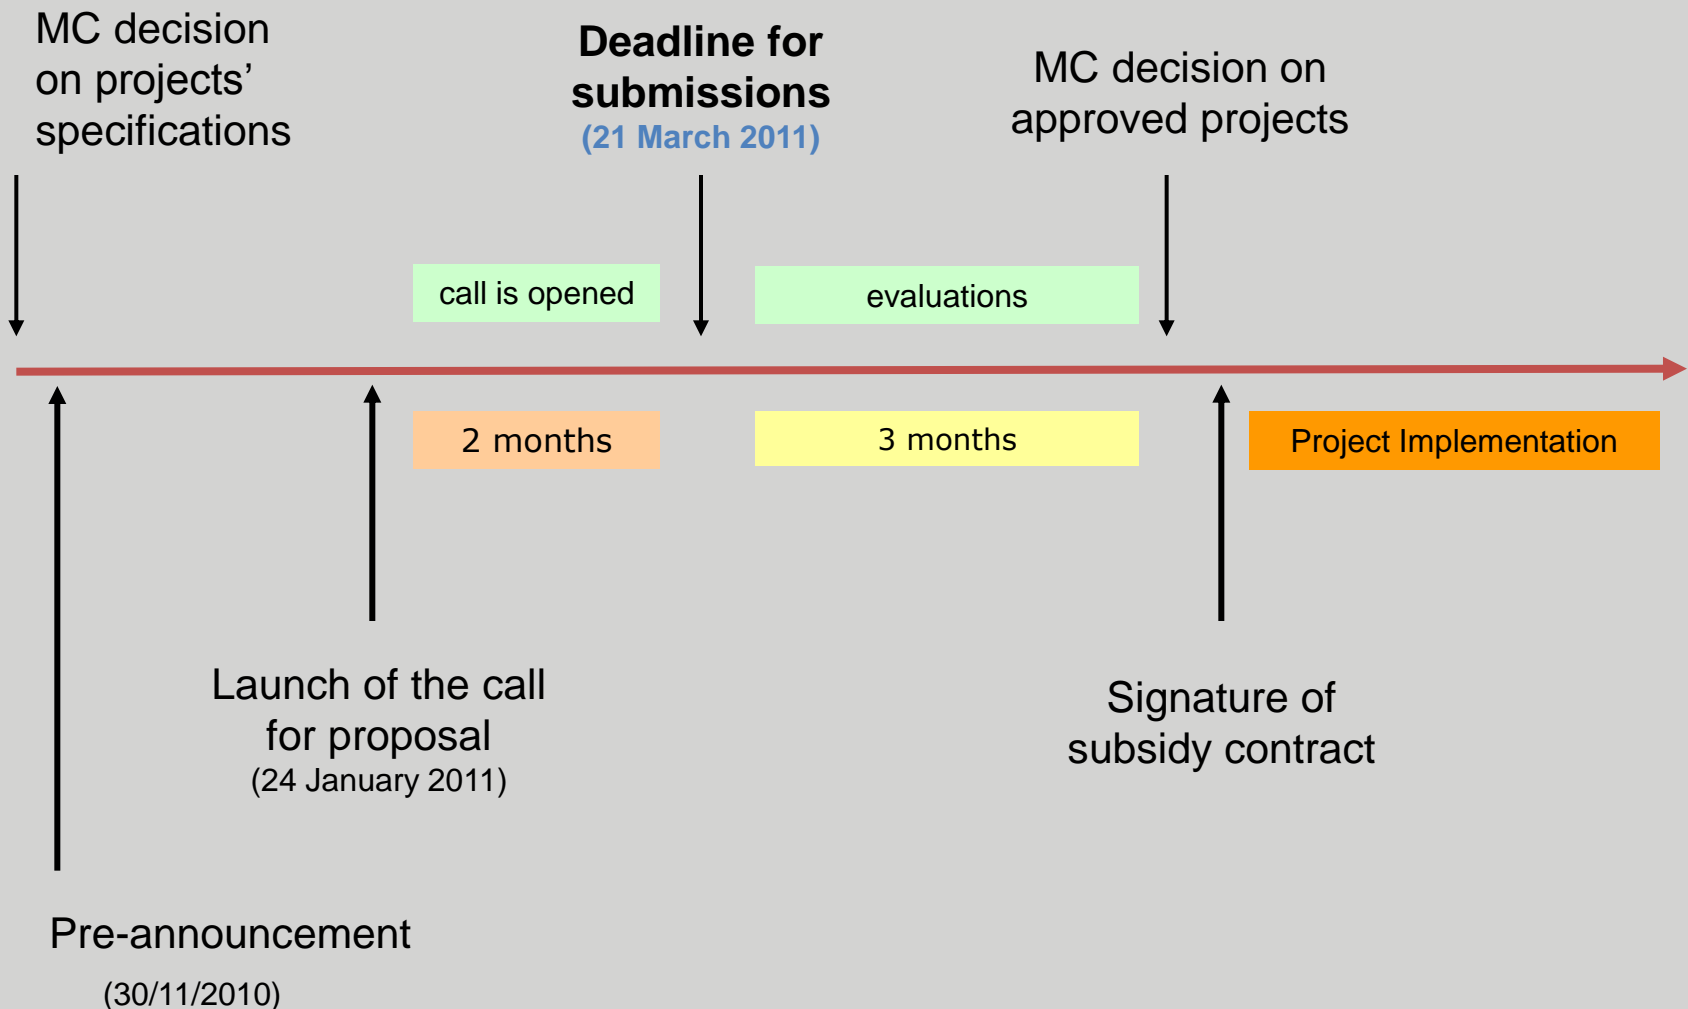 MC decision
on projects’
specifications
Deadline for
submissions
(21 March 2011)
MC decision on
approved projects
call is opened
evaluations
2 months
3 months
Project Implementation
Launch of the call
for proposal
(24 January 2011)
Signature of
subsidy contract
Pre-announcement
(30/11/2010)